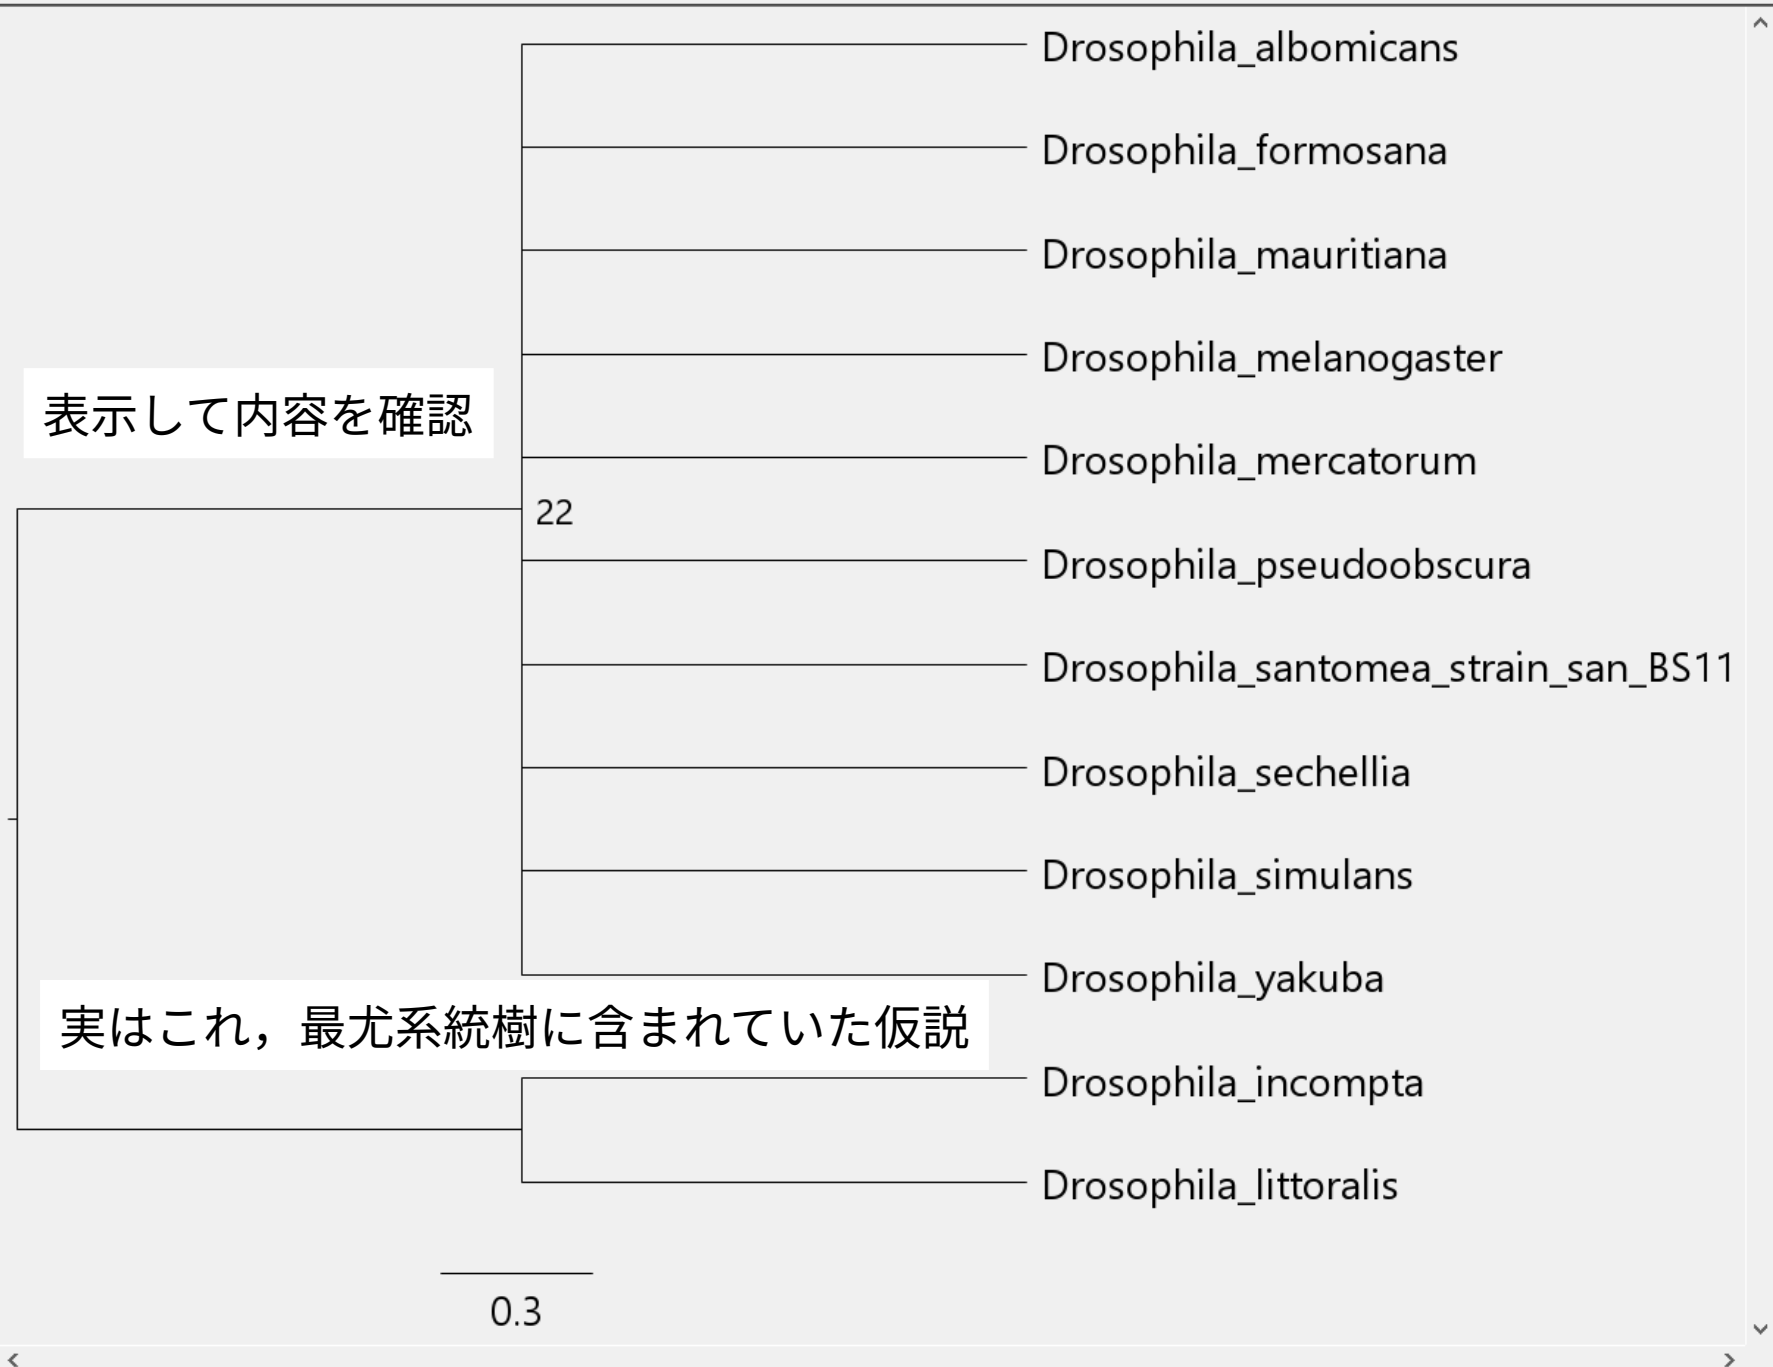 Drosophila_albomicans
Drosophila_formosana
Drosophila_mauritiana
Drosophila_melanogaster
表示して内容を確認
Drosophila_mercatorum
22
Drosophila_pseudoobscura
Drosophila_santomea_strain_san_BS11
Drosophila_sechellia
Drosophila_simulans
Drosophila_yakuba
実はこれ，最尤系統樹に含まれていた仮説
Drosophila_incompta
Drosophila_littoralis
0.3